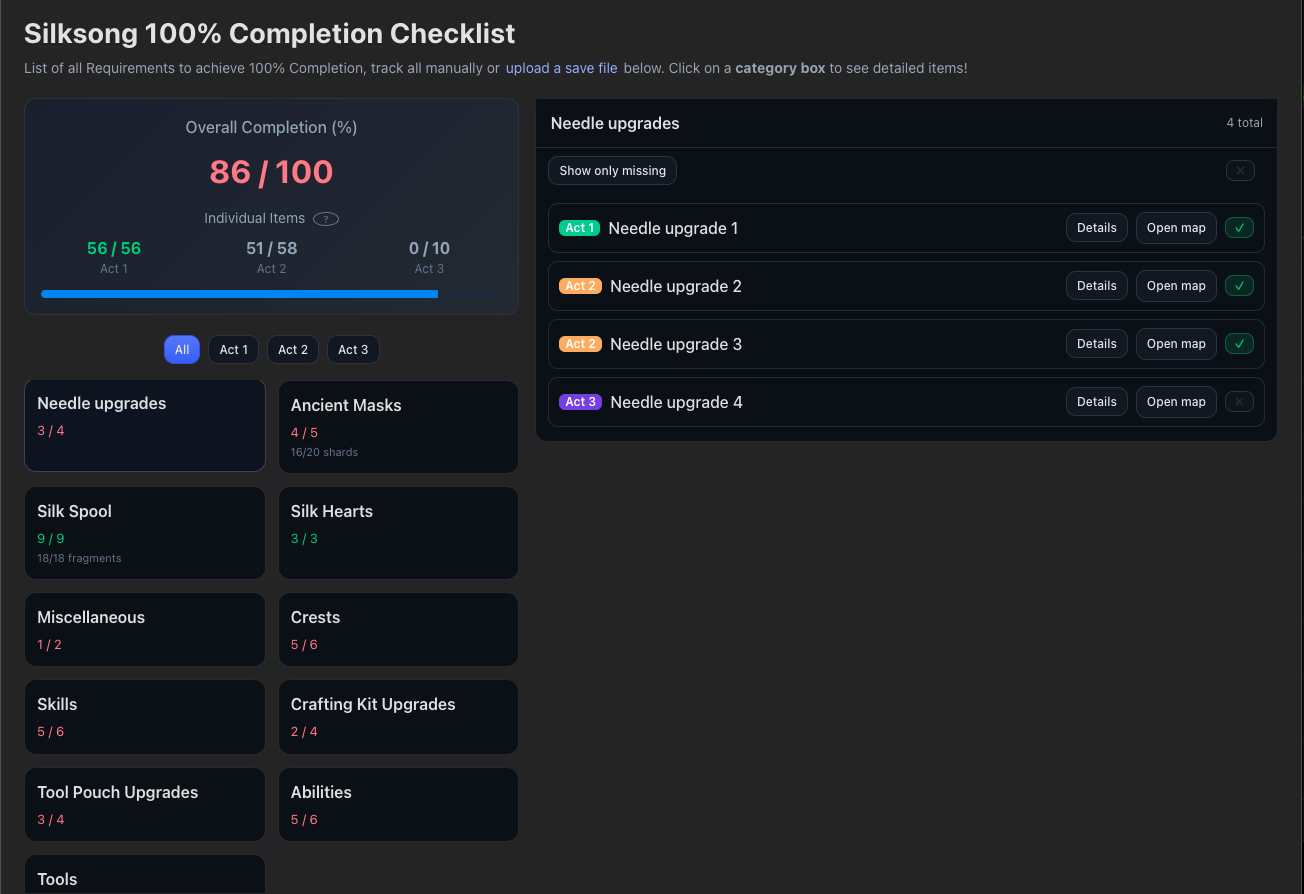 Silksong 100% Completion Checklist
List of all Requirements to achieve 100% Completion, track all manually or upload a save file below. Click on a category box to see detailed items!
Overall Completion (%)
86 / 100
Individual Items ?
56 / 56 51 / 58 0 / 10
Act 1 Act 2 Act 3
All Act 1 Act 2 Act 3
Needle upgrades
3 / 4
Ancient Masks
4 / 5
16/20 shards
Silk Spool
9 / 9
18/18 fragments
Silk Hearts
3 / 3
Miscellaneous
1 / 2
Crests
5 / 6
Skills
5 / 6
Crafting Kit Upgrades
2 / 4
Tool Pouch Upgrades
3 / 4
Abilities
5 / 6
Tools
Needle upgrades 4 total
Show only missing
Act 1 Needle upgrade 1 Details Open map
Act 2 Needle upgrade 2 Details Open map
Act 2 Needle upgrade 3 Details Open map
Act 3 Needle upgrade 4 Details Open map